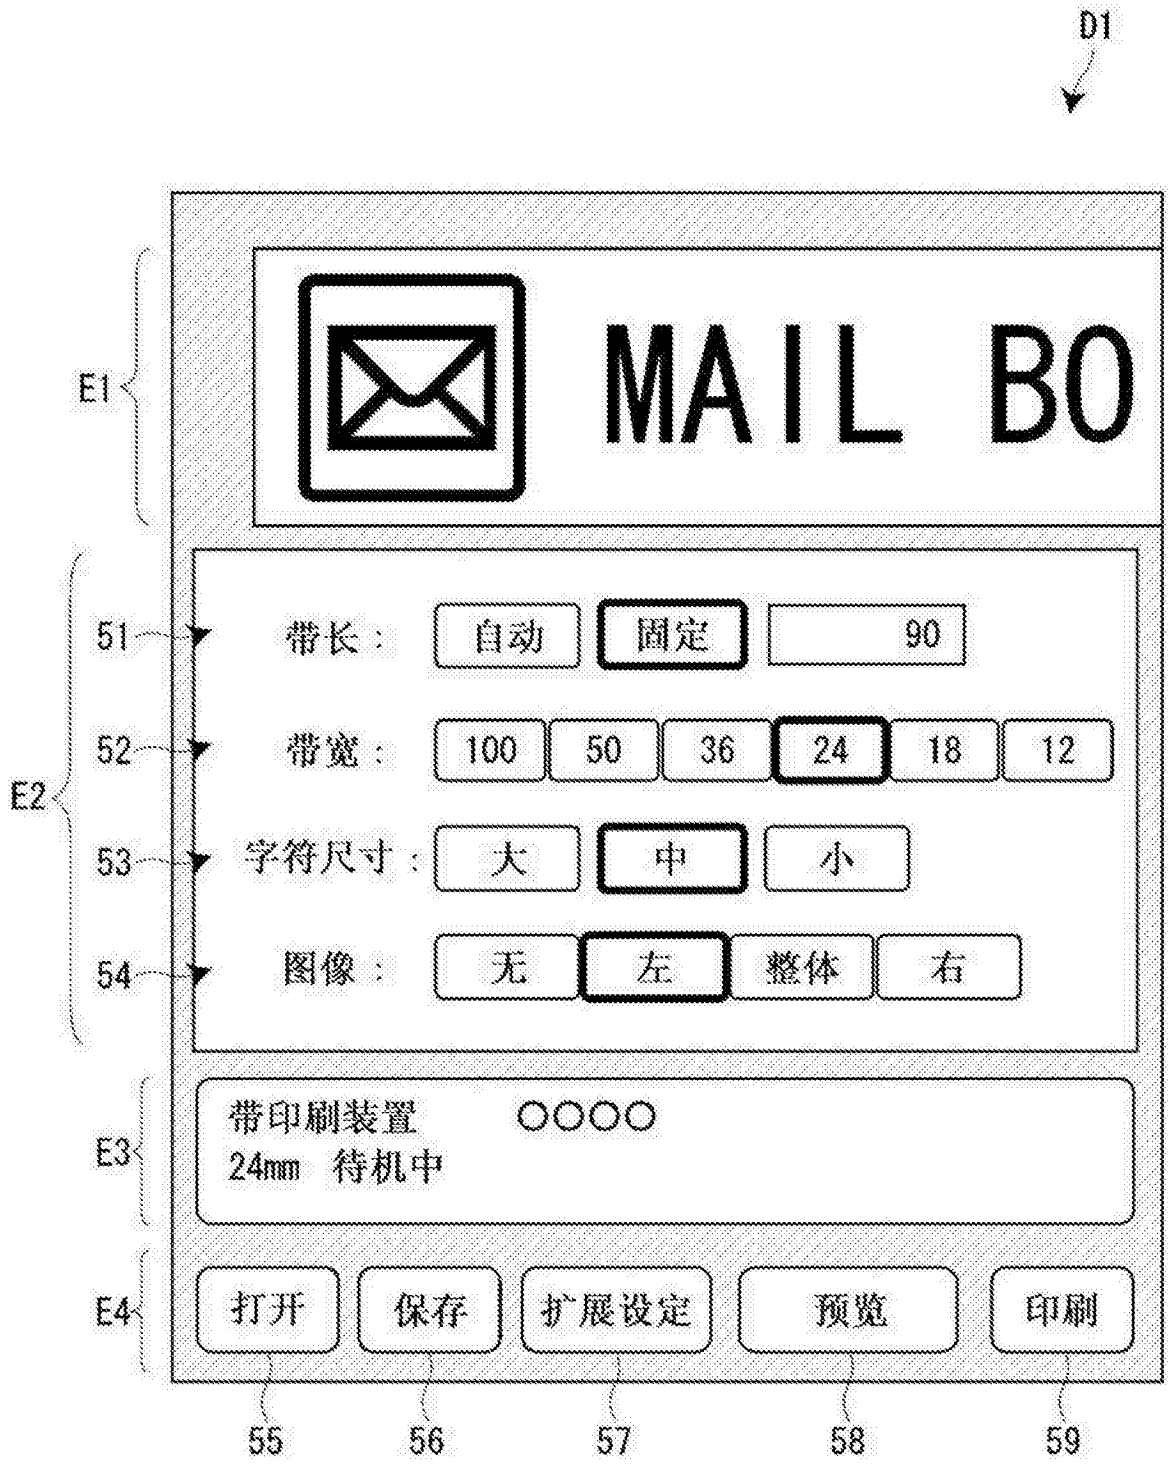 D1
E1
MAIL BO
E2
51 带长： 自动 固定 90
52 带宽： 100 50 36 24 18 12
53 字符尺寸： 大 中 小
54 图像： 无 左 整体 右
E3
带印刷装置 ○○○○
24mm 待机中
E4
打开 保存 扩展设定 预览 印刷
55 56 57 58 59